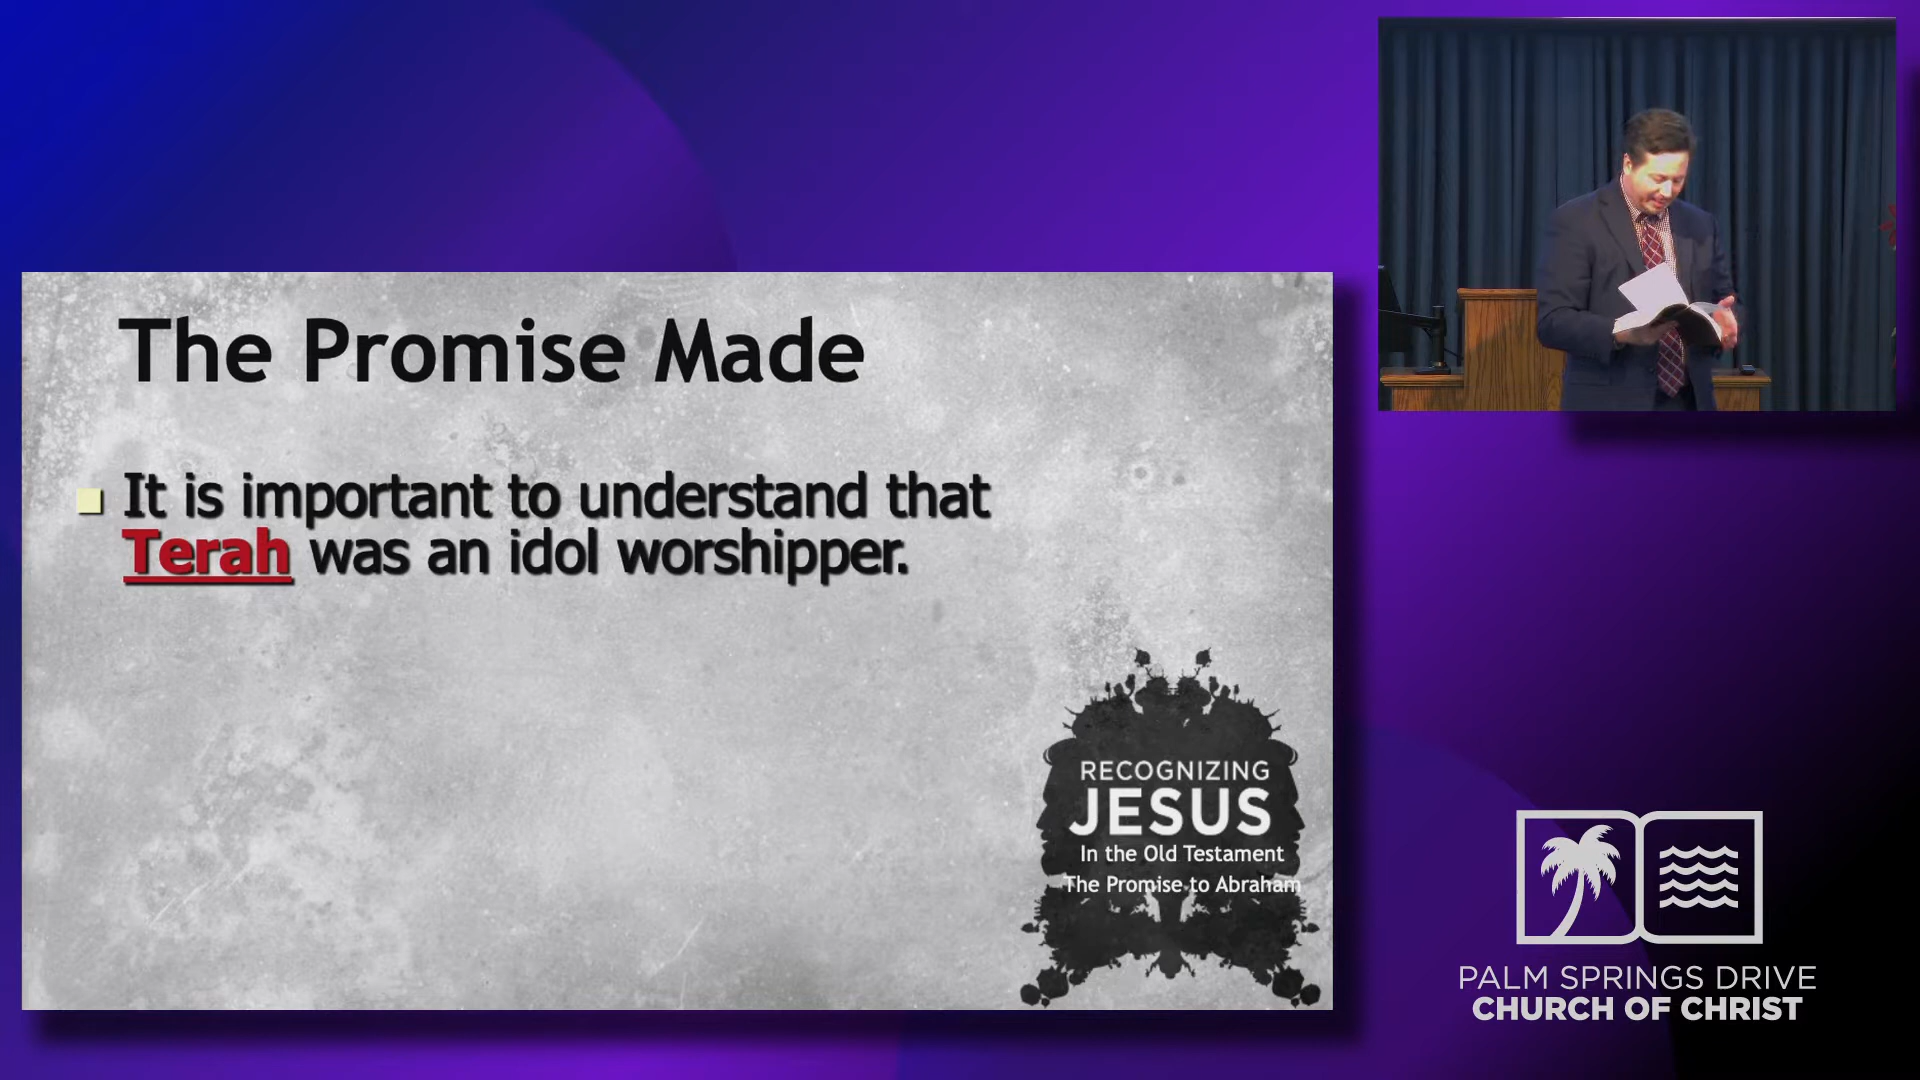 The Promise Made
It is important to understand that
Terah was an idol worshipper.
RECOGNIZING
JESUS
In the Old Testament
The Promise to Abraham
PALM SPRINGS DRIVE
CHURCH OF CHRIST